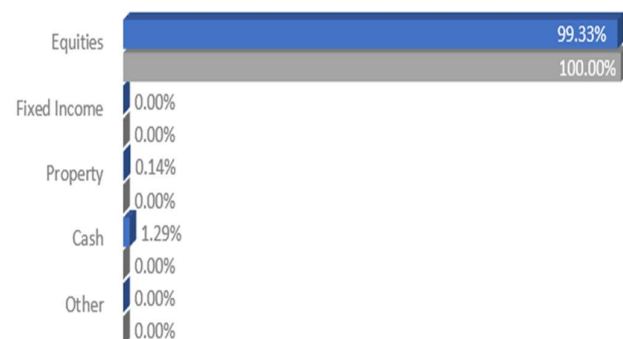 Equities
99.33%
100.00%
Fixed Income
0.00%
0.00%
Property
0.14%
0.00%
Cash
1.29%
0.00%
Other
0.00%
0.00%